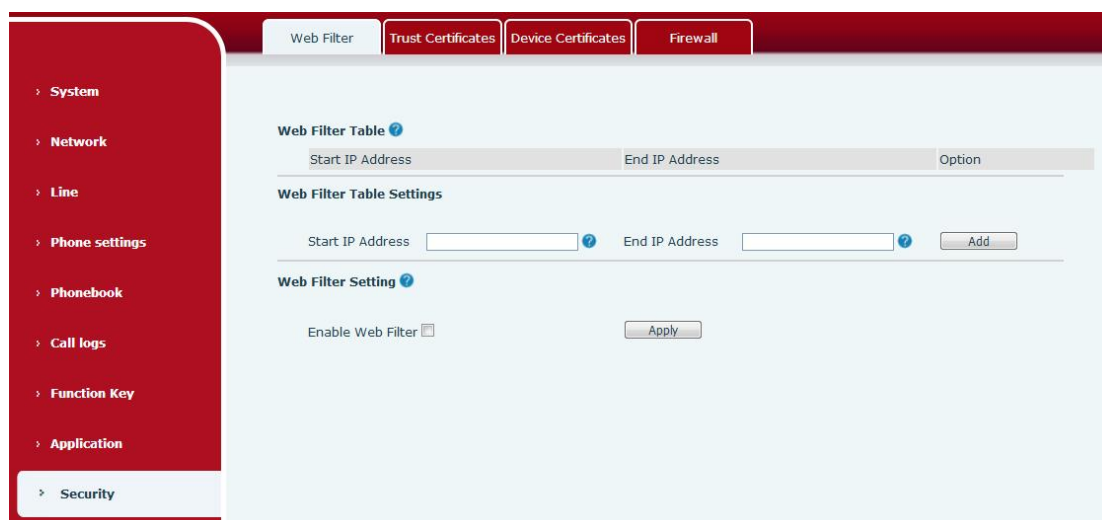 Web Filter
Trust Certificates
Device Certificates
Firewall
System
Network
Line
Phone settings
Phonebook
Call logs
Function Key
Application
Security
Web Filter Table
Start IP Address End IP Address Option
Web Filter Table Settings
Start IP Address End IP Address Add
Web Filter Setting
Enable Web Filter Apply